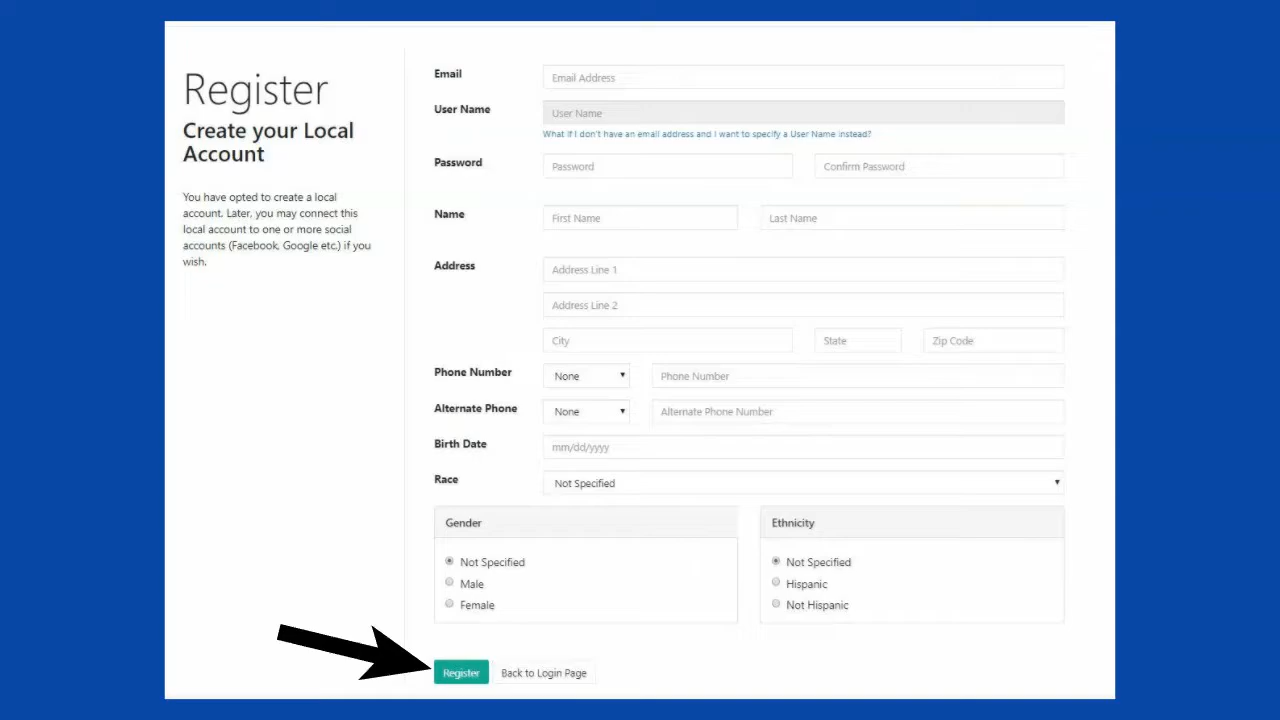 Register
Create your Local
Account
You have opted to create a local
account. Later, you may connect this
local account to one or more social
accounts (Facebook, Google etc.) if you
wish.
Email
Email Address
User Name
User Name
What if I don't have an email address and I want to specify a User Name instead?
Password
Password
Confirm Password
Name
First Name
Last Name
Address
Address Line 1
Address Line 2
City
State
Zip Code
Phone Number
None
Phone Number
Alternate Phone
None
Alternate Phone Number
Birth Date
mm/dd/yyyy
Race
Not Specified
Gender
Not Specified
Male
Female
Ethnicity
Not Specified
Hispanic
Not Hispanic
Register
Back to Login Page